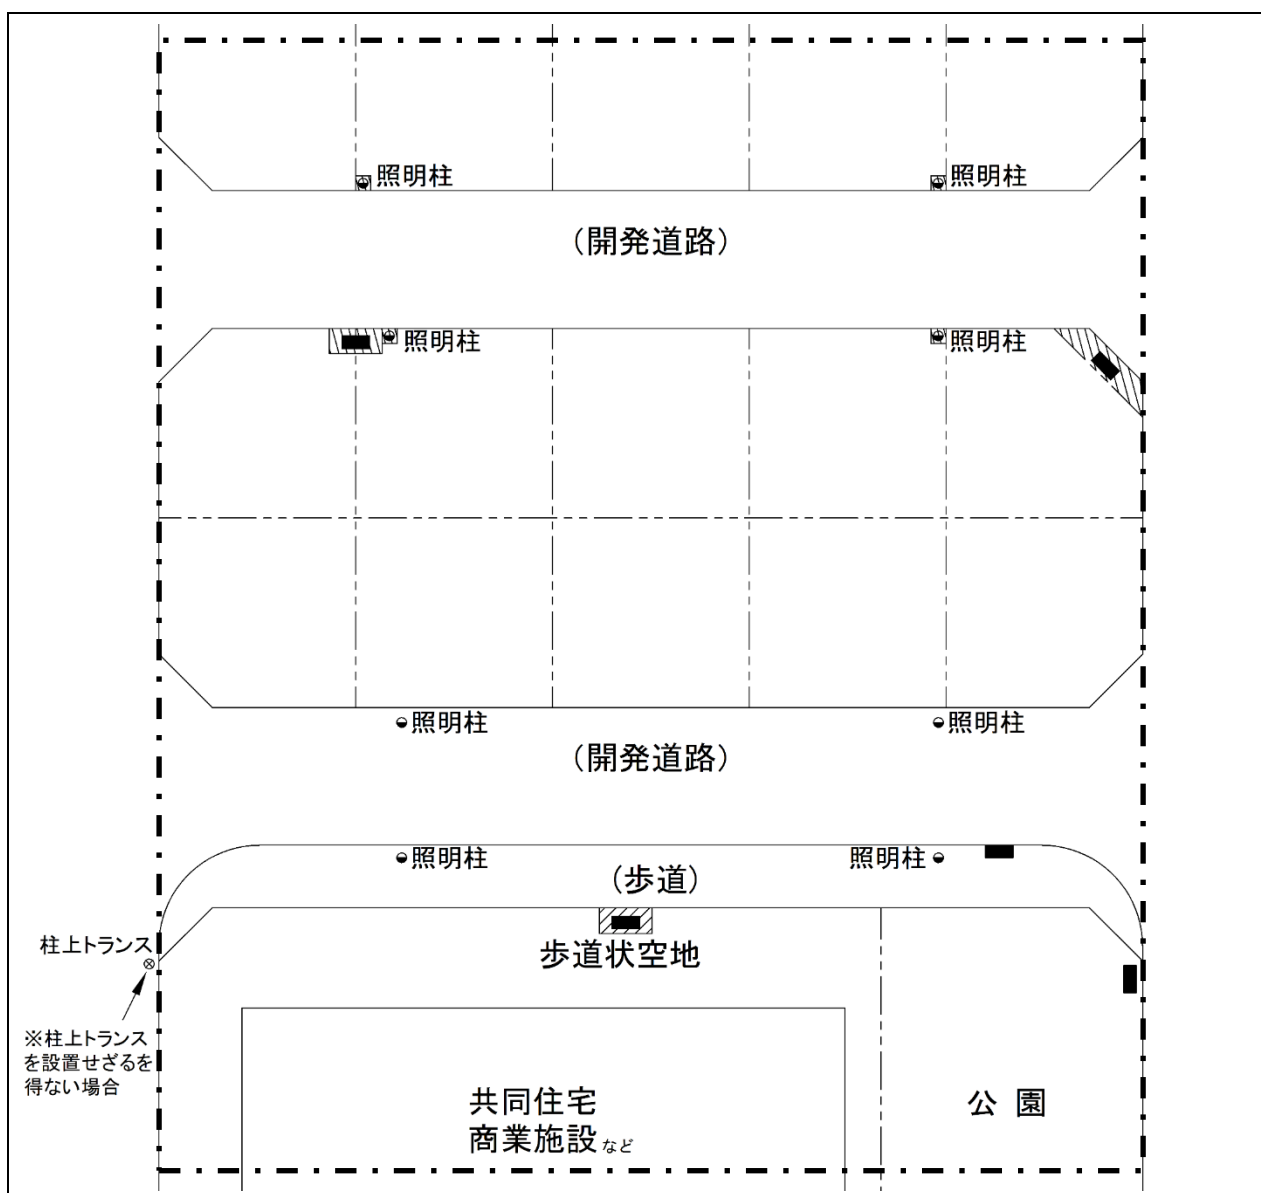 照明柱
照明柱
（開発道路）
照明柱
照明柱
照明柱
照明柱
（開発道路）
照明柱
照明柱
（歩道）
柱上トランス
歩道状空地
※柱上トランス
を設置せざるを
得ない場合
共同住宅
商業施設など
公園